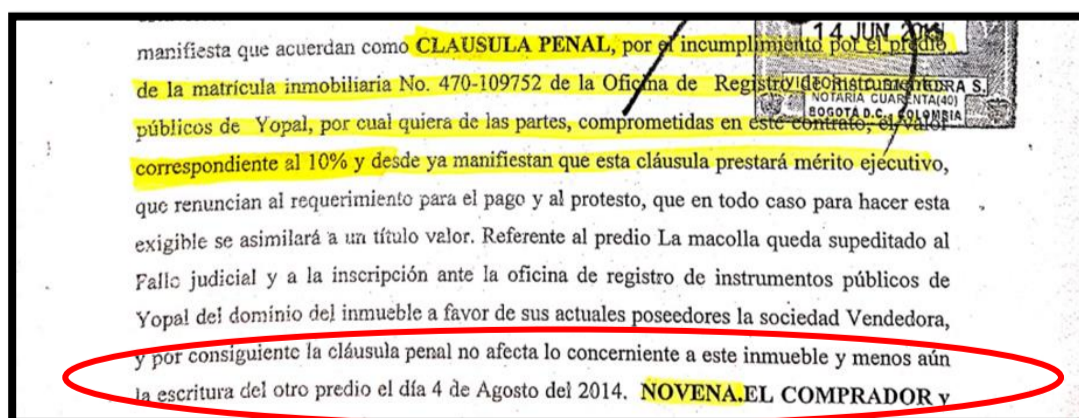 14 JUN 2014
manifiesta que acuerdan como CLAUSULA PENAL, por el incumplimiento por el predio
de la matrícula inmobiliaria No. 470-109752 de la Oficina de Registro de Instrumentos
NOTARIA CUARENTA(40)
BOGOTÁ D.C., COLOMBIA
públicos de Yopal, por cual quiera de las partes, comprometidas en este contrato, el valor
correspondiente al 10% y desde ya manifiestan que esta cláusula prestará mérito ejecutivo,
que renuncian al requerimiento para el pago y al protesto, que en todo caso para hacer esta
exigible se asimilará a un título valor. Referente al predio La macolla queda supeditado al
Fallo judicial y a la inscripción ante la oficina de registro de instrumentos públicos de
Yopal del dominio del inmueble a favor de sus actuales poseedores la sociedad Vendedora,
y por consiguiente la cláusula penal no afecta lo concerniente a este inmueble y menos aún
la escritura del otro predio el día 4 de Agosto del 2014. NOVENA.EL COMPRADOR y